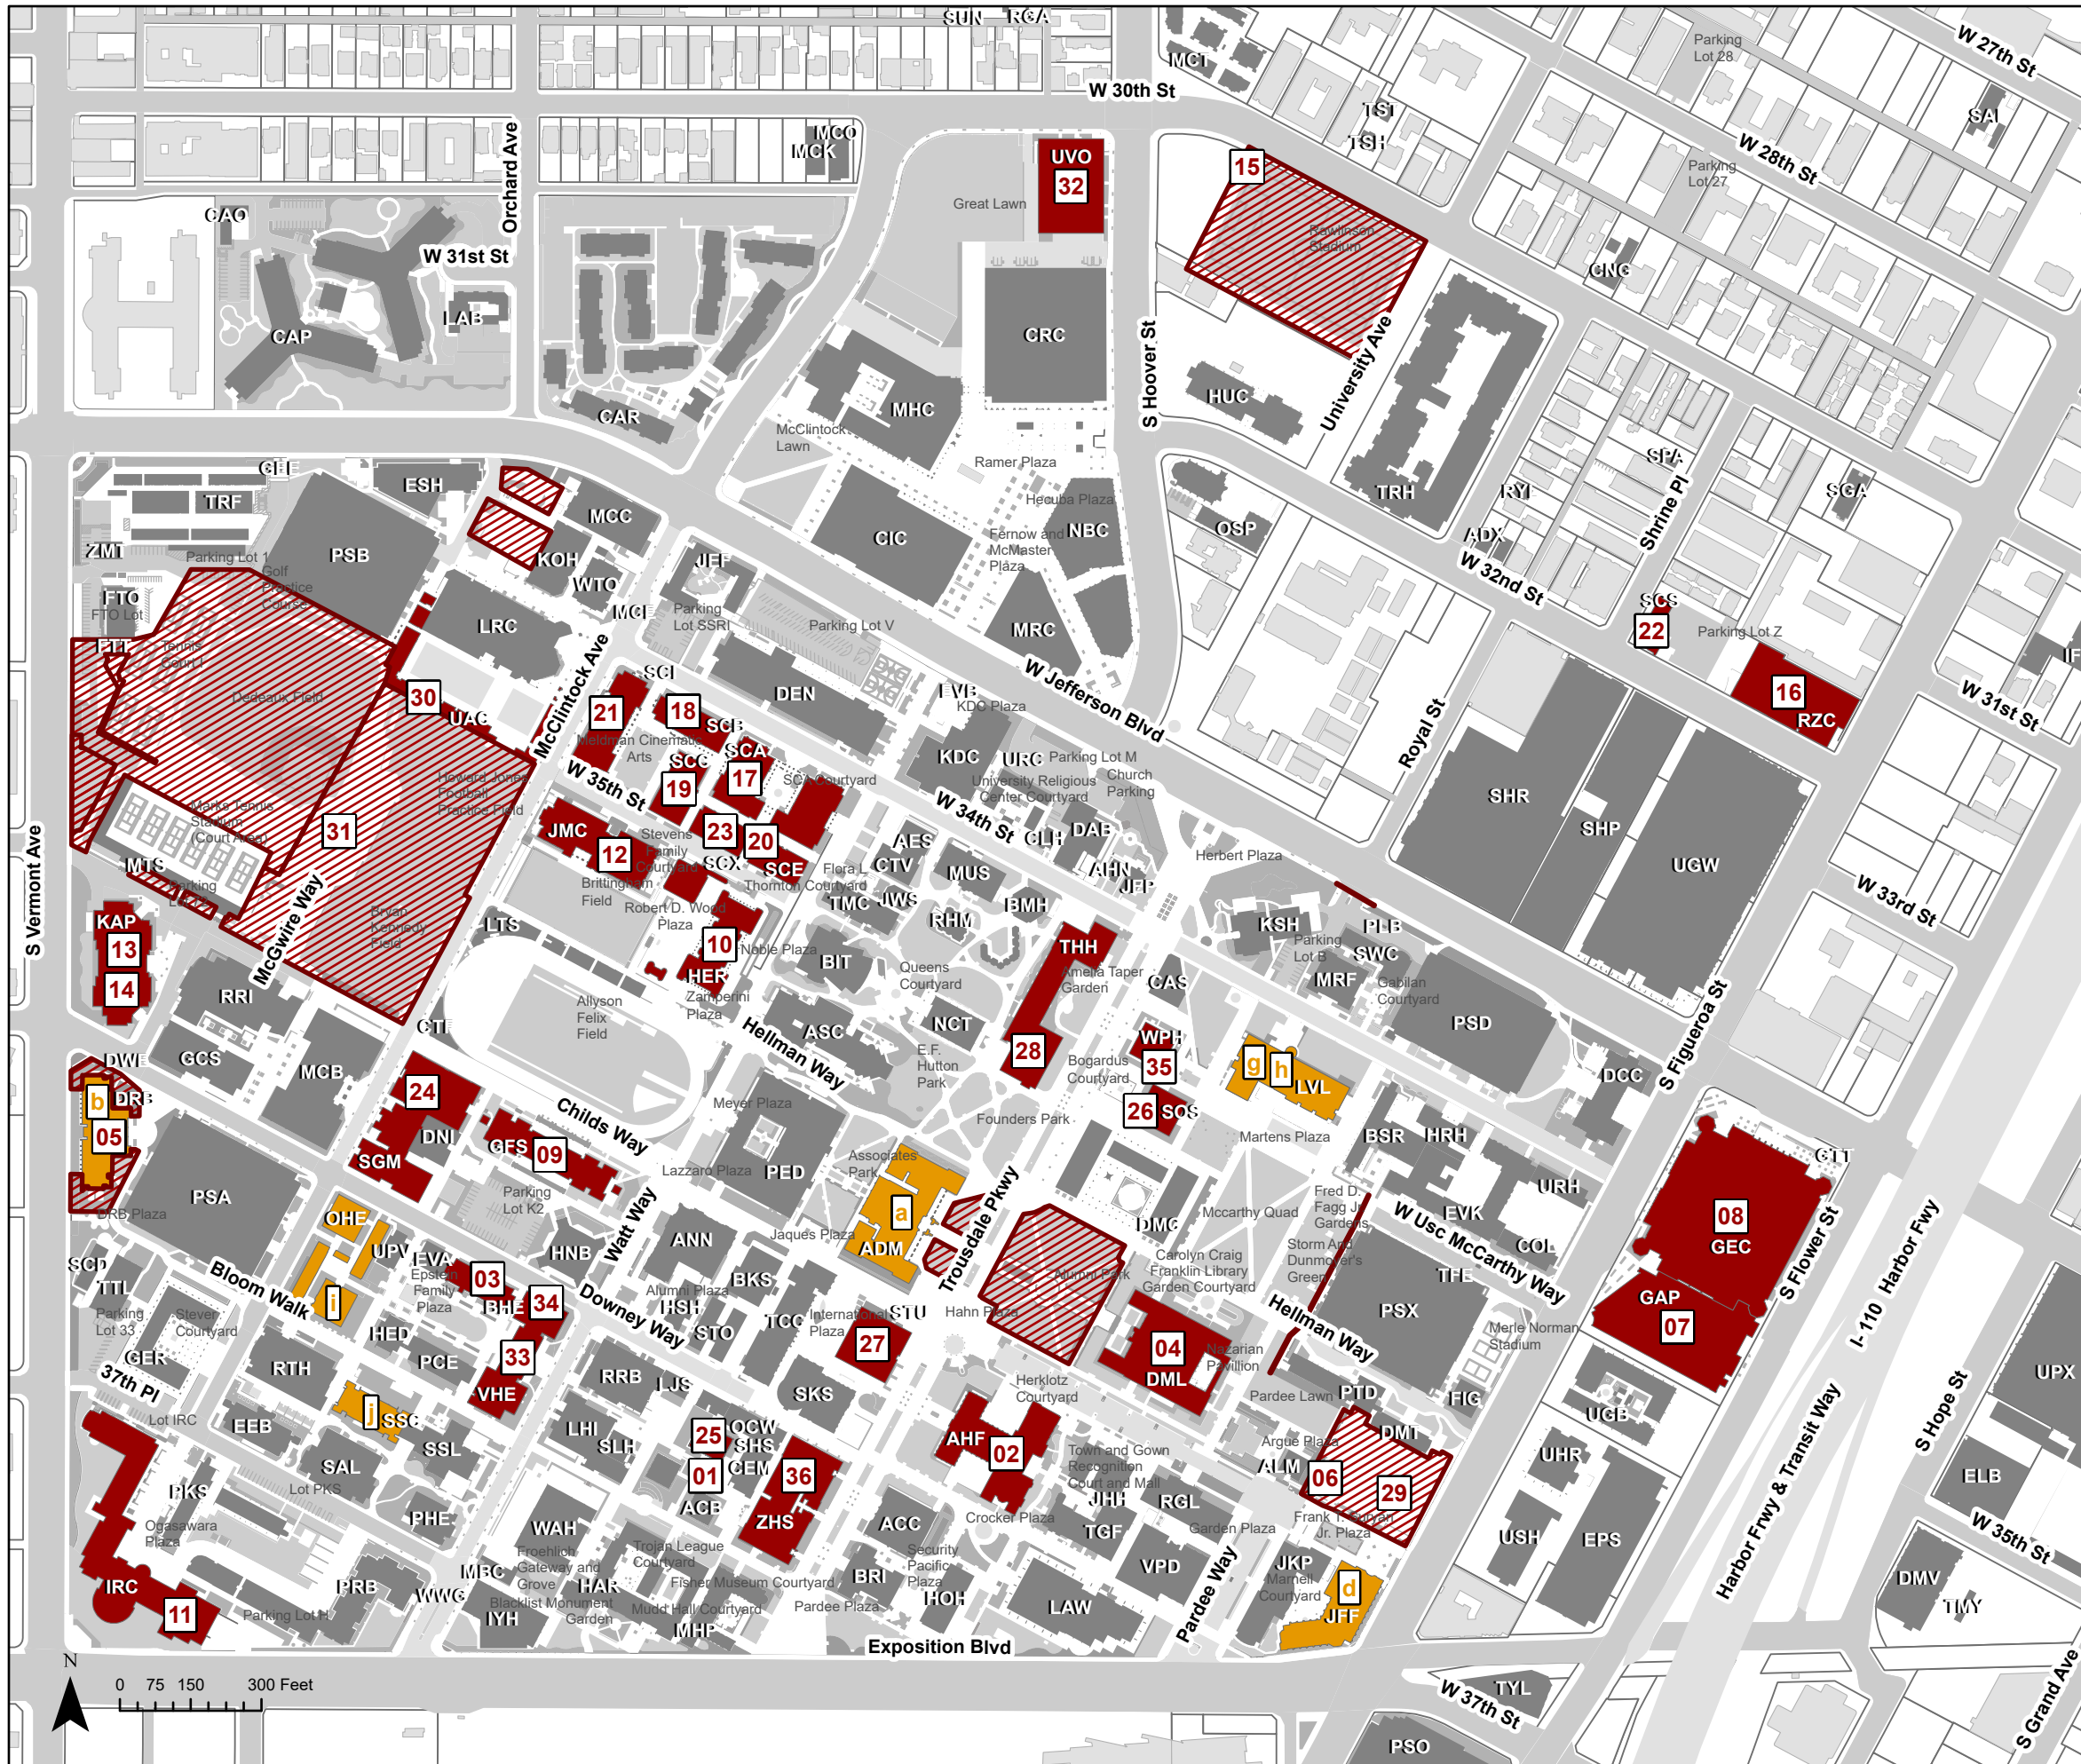 SUN
RGA
W 27th St
Parking
Lot 28
MCT
W 30th St
TST
SAI
TSH
W 28th St
Parking
Lot 27
MCO
MCK
Orchard Ave
UVO
32
15
Great Lawn
CAO
Rawlinson
Stadium
W 31st St
CNG
LAB
CAP
CRC
S Hoover St
University Ave
HUC
MHC
CAR
McClintock
Lawn
Ramer Plaza
SPA
Shrine Pl
ESH
TRF
TRH
RYL
SGA
Hecuba Plaza
MCC
OSP
NBC
CIC
Fernow and
McMaster
Plaza
ADX
ZMT
Parking Lot 1
PSB
KOH
JEF
W 32nd St
Golf
Practice
Course
WTO
FTO
FTO Lot
MCF
Parking
Lot SSRI
Parking Lot V
SCS
22
Parking Lot Z
LRC
MRC
FTT
Tennis
Court L
McClintock Ave
SCI
DEN
W Jefferson Blvd
Dedeaux Field
30
UAC
21
18
SCB
EVB
KDC Plaza
16
RZC
W 31st St
Royal St
Heldman Cinematic
Arts
SCC
19
SCA
17
SCA Courtyard
KDC
URC
Parking Lot M
University Religious
Center Courtyard
Church
Parking
Howard Jones
Football
Practice Field
W 35th St
SHR
Marks Tennis
Stadium
(Court Area)
31
W 34th St
S Vermont Ave
JMC
12
Stevens
Family
Courtyard
23
SCX
20
SCE
AES
CTV
CLH
DAB
SHP
UGW
MTS
Parking
Brittingham
Field
Flora L.
Thornton Courtyard
MUS
AHN
JEP
Herbert Plaza
McGwire Way
TMC
JWS
BMH
RHM
W 33rd St
KAP
13
14
Bryan
Kennedy
Field
LTS
Robert D. Wood
Plaza
10
HER
Noble Plaza
BIT
Queens
Courtyard
THH
Amelia Taper
Garden
KSH
Parking
Lot B
PLB
SWC
MRF
Gabilan
Courtyard
CAS
RRI
Allyson
Felix
Field
Zamperini
Plaza
Hellman Way
ASC
NCT
PSD
S Figueroa St
GCS
MCB
E.F.
Hutton
Park
28
WPH
35
Bogardus
Courtyard
g
h
LVL
DCC
DWE
b
DRB
05
24
DNI
SGM
GFS
09
Childs Way
Meyer Plaza
Founders Park
26
SOS
Martens Plaza
BSR
HRH
Lazzaro Plaza
PED
Associates'
Park
GTT
PSA
DRB Plaza
Parking
Lot K2
Watt Way
Jaques Plaza
a
ADM
Trousdale Pkwy
DMC
Mccarthy Quad
Fred D.
Fagg Jr.
Gardens
URH
EVK
COL
W Usc McCarthy Way
08
GEC
S Flower St
I- 110 Harbor Fwy
OHE
UPV
EVA
Epstein
Family
Plaza
HNB
ANN
BKS
Alumni Park
Carolyn Craig
Franklin Library
Garden Courtyard
Storm And
Dunmoyer's
Green
TFE
SCD
TTL
Bloom Walk
i
03
BHE
34
Downey Way
Alumni Plaza
HSH
STO
TCC
International
Plaza
STU
Hahn Plaza
Hellman Way
PSX
GAP
07
Merle Norman
Stadium
Parking
Lot 33
Stever
Courtyard
HED
PCE
33
VHE
27
04
DML
Nazarian
Pavillion
GER
37th Pl
RTH
RRB
LJS
SKS
Herklotz
Courtyard
Pardee Lawn
PTD
FIG
UPX
Lot IRC
EEB
j
SSC
SSL
LHI
SLH
25
OCW
SHS
CEM
01
ACB
AHF
02
Town and Gown
Recognition
Court and Mall
Argue Plaza
ALM
DMT
06
29
UGB
UHR
S Hope St
ELB
SAL
Lot PKS
PKS
PHE
Ogasawara
Plaza
WAH
36
ZHS
ACC
Crocker Plaza
JHH
TGF
RGL
Garden Plaza
Jr. Plaza
USH
EPS
W 35th St
Harbor Frwy & Transit Way
Froehlich
Gateway and
Grove
Trojan League
Courtyard
Security
Pacific
Plaza
VPD
Pardee Way
JKP
Marnell
Courtyard
d
JFF
DMV
TMY
IRC
11
Parking Lot H
PRB
WWC
MBC
HAR
Fisher Museum Courtyard
BRI
HOH
LAW
Blacklist Monument
Garden
IYH
Mudd Hall Courtyard
MHP
Pardee Plaza
Exposition Blvd
S Grand Ave
N
0 75 150 300 Feet
TYL
W 37th St
PSO